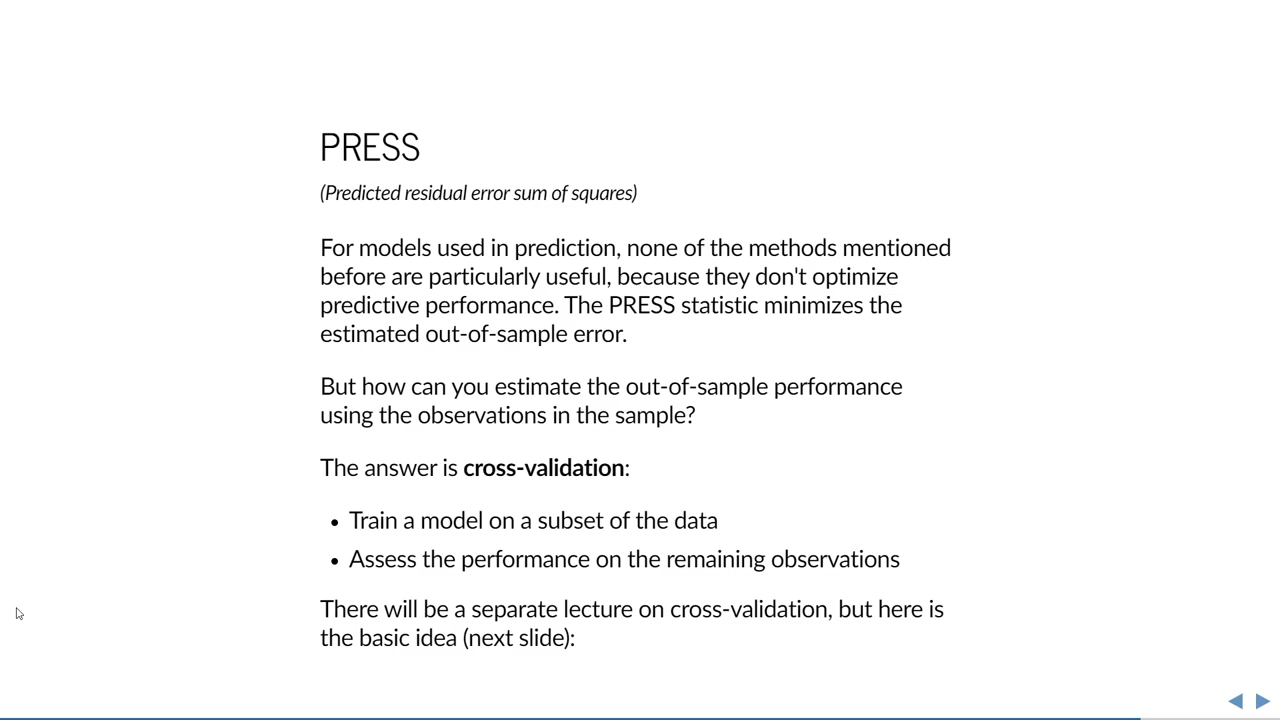 PRESS
(Predicted residual error sum of squares)
For models used in prediction, none of the methods mentioned
before are particularly useful, because they don't optimize
predictive performance. The PRESS statistic minimizes the
estimated out-of-sample error.
But how can you estimate the out-of-sample performance
using the observations in the sample?
The answer is cross-validation:
• Train a model on a subset of the data
• Assess the performance on the remaining observations
There will be a separate lecture on cross-validation, but here is
the basic idea (next slide):